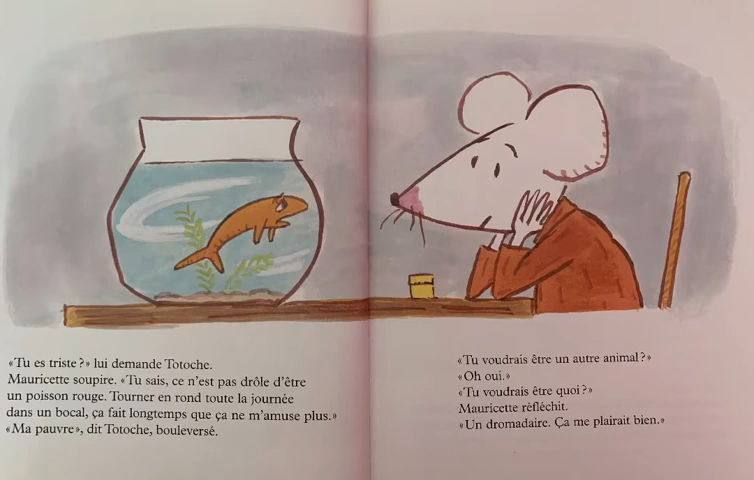 «Tu es triste?» lui demande Totoche.
Mauricette soupire. «Tu sais, ce n'est pas drôle d'être
un poisson rouge. Tourner en rond toute la journée
dans un bocal, ça fait longtemps que ça ne m'amuse plus.»
«Ma pauvre», dit Totoche, bouleversé.
«Tu voudrais être un autre animal?»
«Oh oui.»
«Tu voudrais être quoi?»
Mauricette réfléchit.
«Un dromadaire. Ça me plairait bien.»